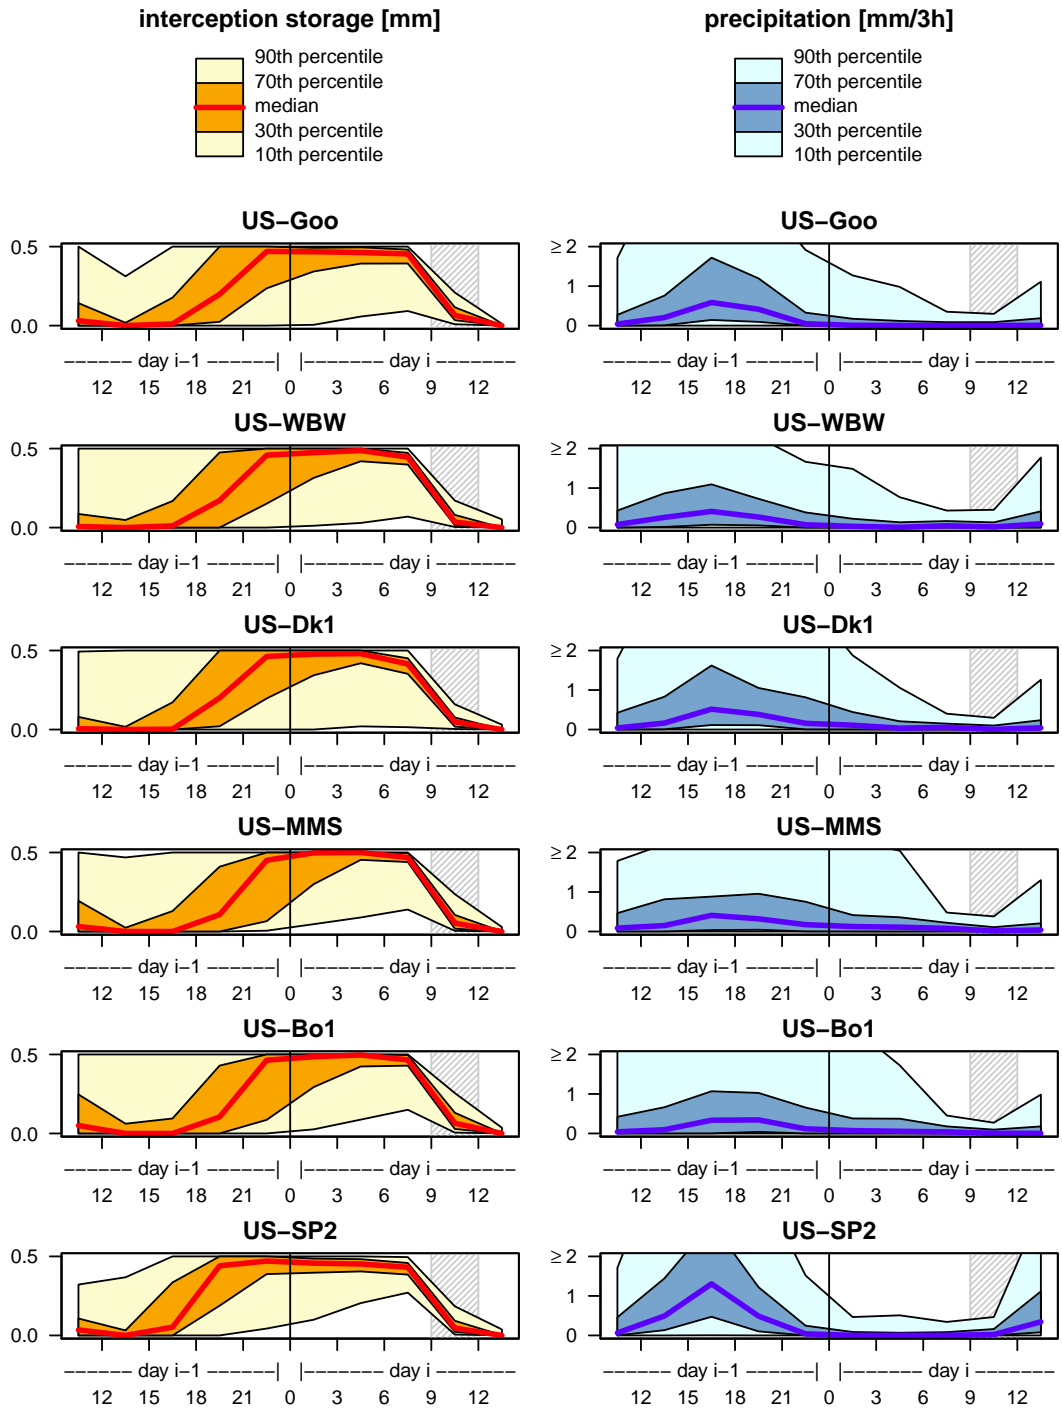 interception storage [mm]
90th percentile
70th percentile
median
30th percentile
10th percentile
precipitation [mm/3h]
90th percentile
70th percentile
median
30th percentile
10th percentile
US−Goo
0.5
0.0
−−−−−− day i−1 −−−−−−| |−−−−−−− day i −−−−−−−
12 15 18 21 0 3 6 9 12
US−Goo
≥ 2
1
0
−−−−−− day i−1 −−−−−−| |−−−−−−− day i −−−−−−−
12 15 18 21 0 3 6 9 12
US−WBW
0.5
0.0
−−−−−− day i−1 −−−−−−| |−−−−−−− day i −−−−−−−
12 15 18 21 0 3 6 9 12
US−WBW
≥ 2
1
0
−−−−−− day i−1 −−−−−−| |−−−−−−− day i −−−−−−−
12 15 18 21 0 3 6 9 12
US−Dk1
0.5
0.0
−−−−−− day i−1 −−−−−−| |−−−−−−− day i −−−−−−−
12 15 18 21 0 3 6 9 12
US−Dk1
≥ 2
1
0
−−−−−− day i−1 −−−−−−| |−−−−−−− day i −−−−−−−
12 15 18 21 0 3 6 9 12
US−MMS
0.5
0.0
−−−−−− day i−1 −−−−−−| |−−−−−−− day i −−−−−−−
12 15 18 21 0 3 6 9 12
US−MMS
≥ 2
1
0
−−−−−− day i−1 −−−−−−| |−−−−−−− day i −−−−−−−
12 15 18 21 0 3 6 9 12
US−Bo1
0.5
0.0
−−−−−− day i−1 −−−−−−| |−−−−−−− day i −−−−−−−
12 15 18 21 0 3 6 9 12
US−Bo1
≥ 2
1
0
−−−−−− day i−1 −−−−−−| |−−−−−−− day i −−−−−−−
12 15 18 21 0 3 6 9 12
US−SP2
0.5
0.0
−−−−−− day i−1 −−−−−−| |−−−−−−− day i −−−−−−−
12 15 18 21 0 3 6 9 12
US−SP2
≥ 2
1
0
−−−−−− day i−1 −−−−−−| |−−−−−−− day i −−−−−−−
12 15 18 21 0 3 6 9 12